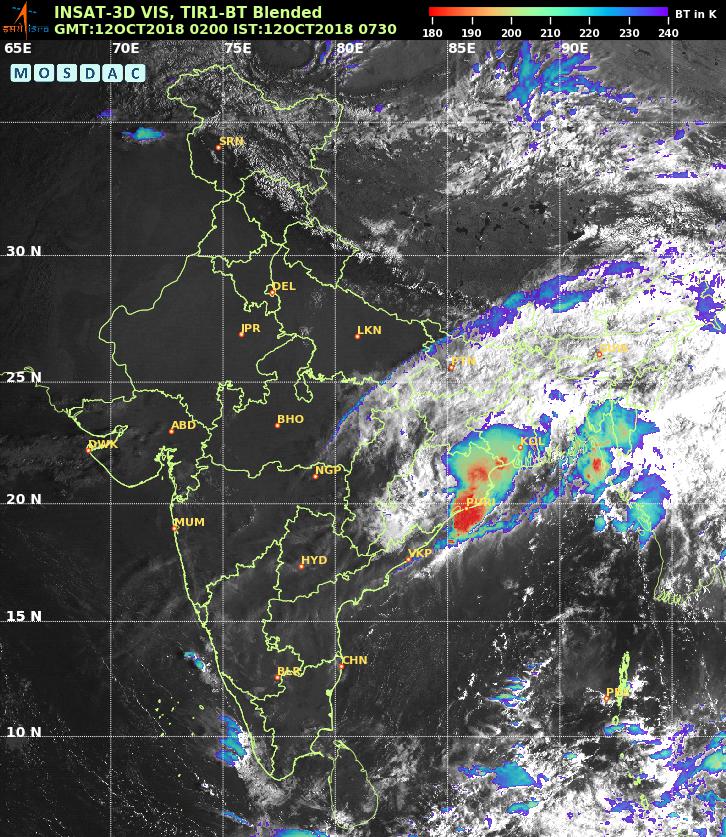 INSAT-3D VIS, TIR1-BT Blended
GMT:12OCT2018 0200 IST:12OCT2018 0730
BT in K
180 190 200 210 220 230 240
65E 70E 75E 80E 85E 90E
MOSDAC
SRN
30 N
DEL
JPR
LKN
PTN
25 N
BHO
ABD
DWK
KOL
NGP
20 N
PURI
MUM
VKP
HYD
15 N
CHN
BLR
10 N